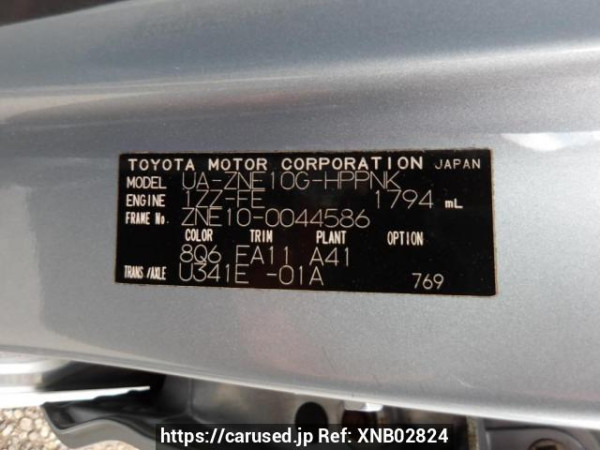 TOYOTA MOTOR CORPORATION JAPAN
MODEL UA-ZNE10G-HPPNK
ENGINE 1ZZ-FE 1794 mL
FRAME No. ZNE10-0044586
COLOR TRIM PLANT OPTION
8Q6 EA11 A41
TRANS/AXLE U341E -01A 769
https://carused.jp Ref: XNB02824